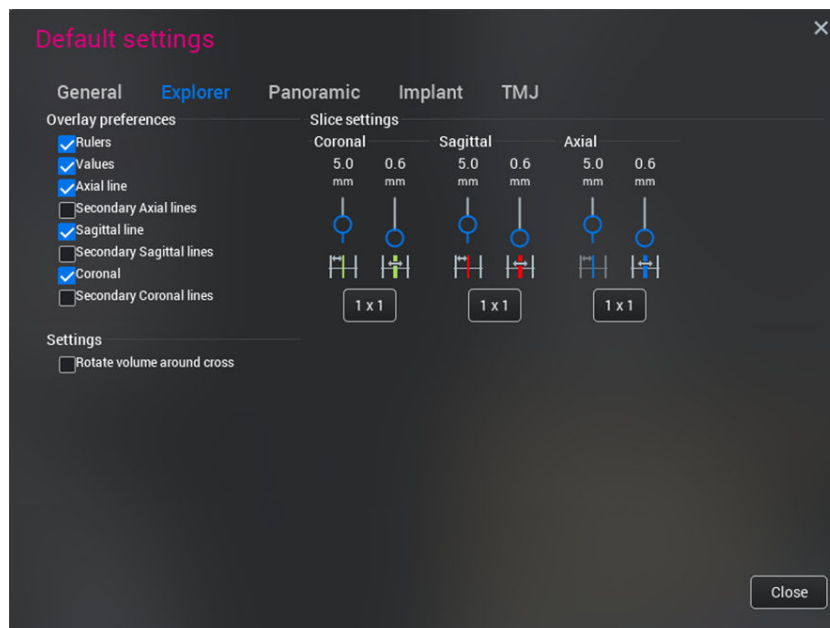 Default settings
General Explorer Panoramic Implant TMJ
Overlay preferences
Rulers
Values
Axial line
Secondary Axial lines
Sagittal line
Secondary Sagittal lines
Coronal
Secondary Coronal lines
Settings
Rotate volume around cross
Slice settings
Coronal Sagittal Axial
5.0 0.6 5.0 0.6 5.0 0.6
mm mm mm mm mm mm
1 x 1 1 x 1 1 x 1
Close